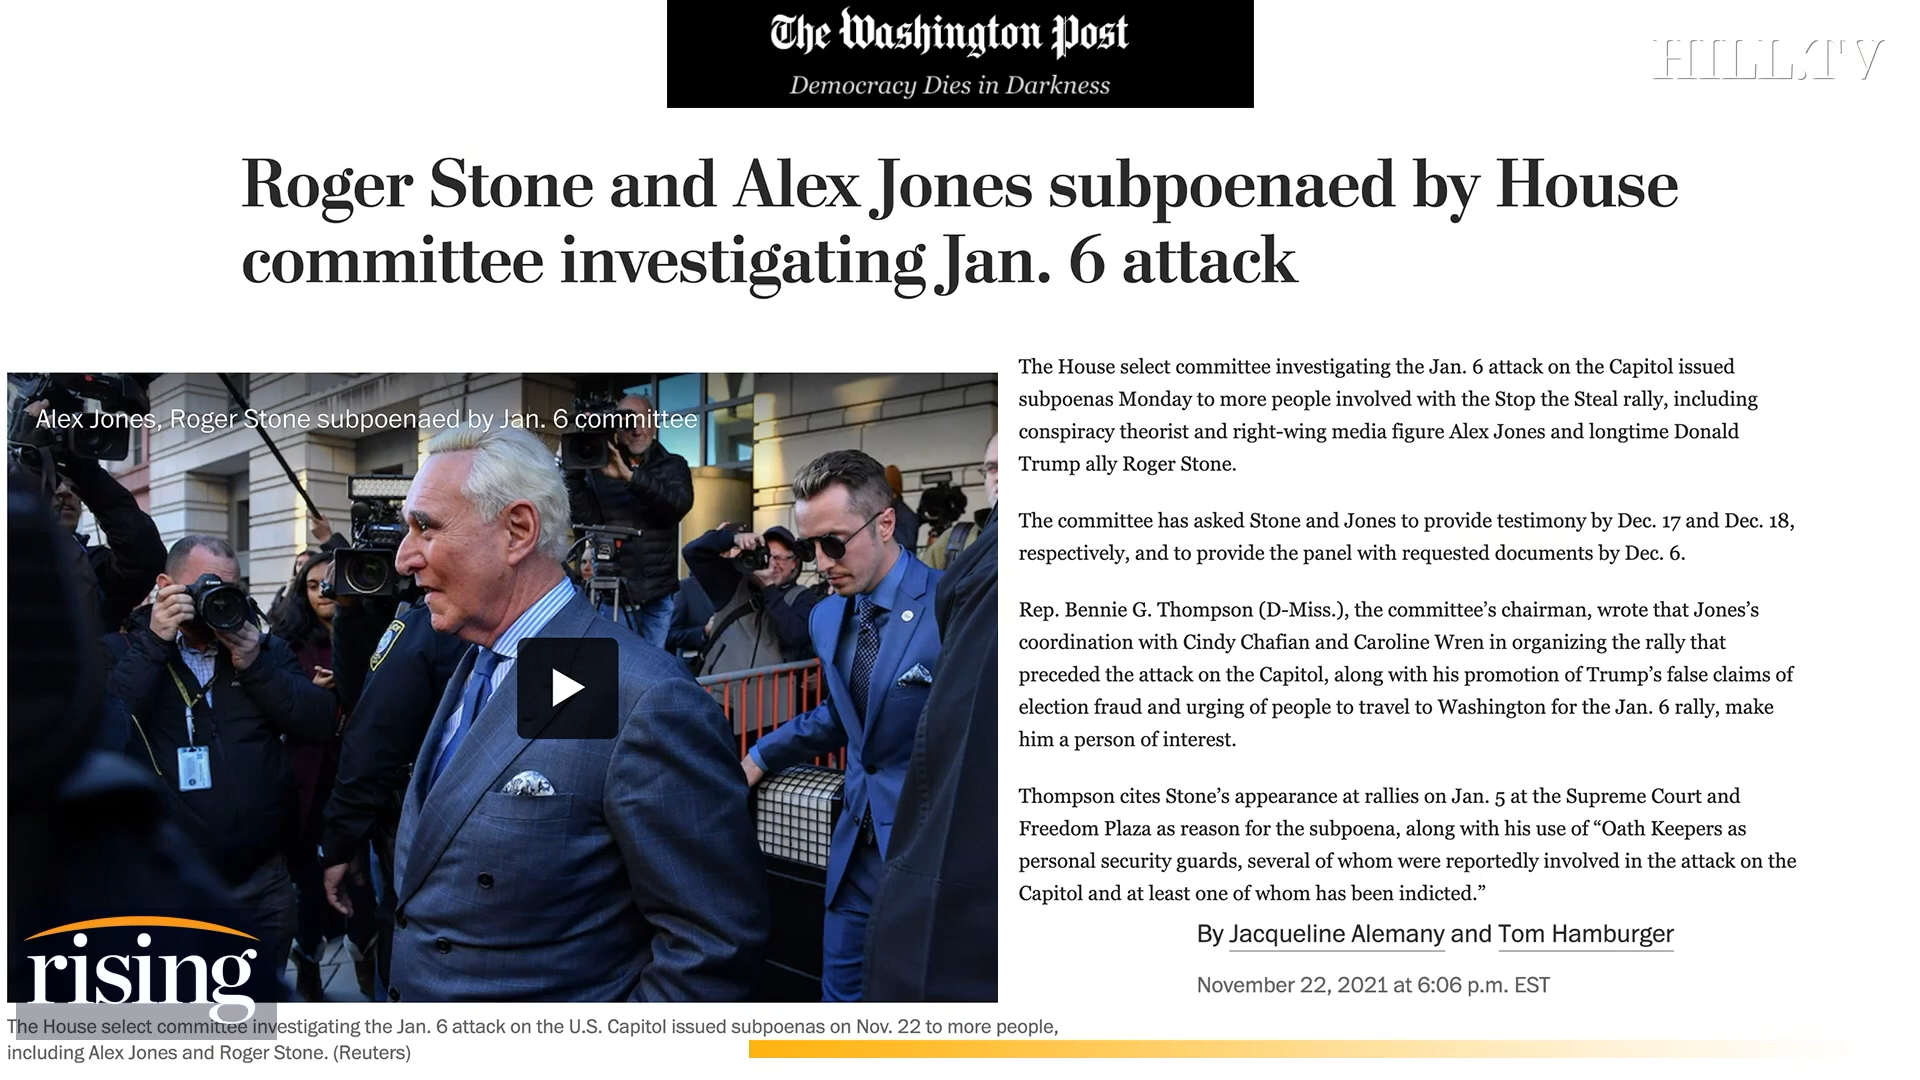 The Washington Post
Democracy Dies in Darkness
HILL.TV
Roger Stone and Alex Jones subpoenaed by House
committee investigating Jan. 6 attack
Alex Jones, Roger Stone subpoenaed by Jan. 6 committee
The House select committee investigating the Jan. 6 attack on the Capitol issued
subpoenas Monday to more people involved with the Stop the Steal rally, including
conspiracy theorist and right-wing media figure Alex Jones and longtime Donald
Trump ally Roger Stone.
The committee has asked Stone and Jones to provide testimony by Dec. 17 and Dec. 18,
respectively, and to provide the panel with requested documents by Dec. 6.
Rep. Bennie G. Thompson (D-Miss.), the committee’s chairman, wrote that Jones’s
coordination with Cindy Chafian and Caroline Wren in organizing the rally that
preceded the attack on the Capitol, along with his promotion of Trump’s false claims of
election fraud and urging of people to travel to Washington for the Jan. 6 rally, make
him a person of interest.
Thompson cites Stone’s appearance at rallies on Jan. 5 at the Supreme Court and
Freedom Plaza as reason for the subpoena, along with his use of “Oath Keepers as
personal security guards, several of whom were reportedly involved in the attack on the
Capitol and at least one of whom has been indicted.”
By Jacqueline Alemany and Tom Hamburger
November 22, 2021 at 6:06 p.m. EST
rising
The House select committee investigating the Jan. 6 attack on the U.S. Capitol issued subpoenas on Nov. 22 to more people,
including Alex Jones and Roger Stone. (Reuters)